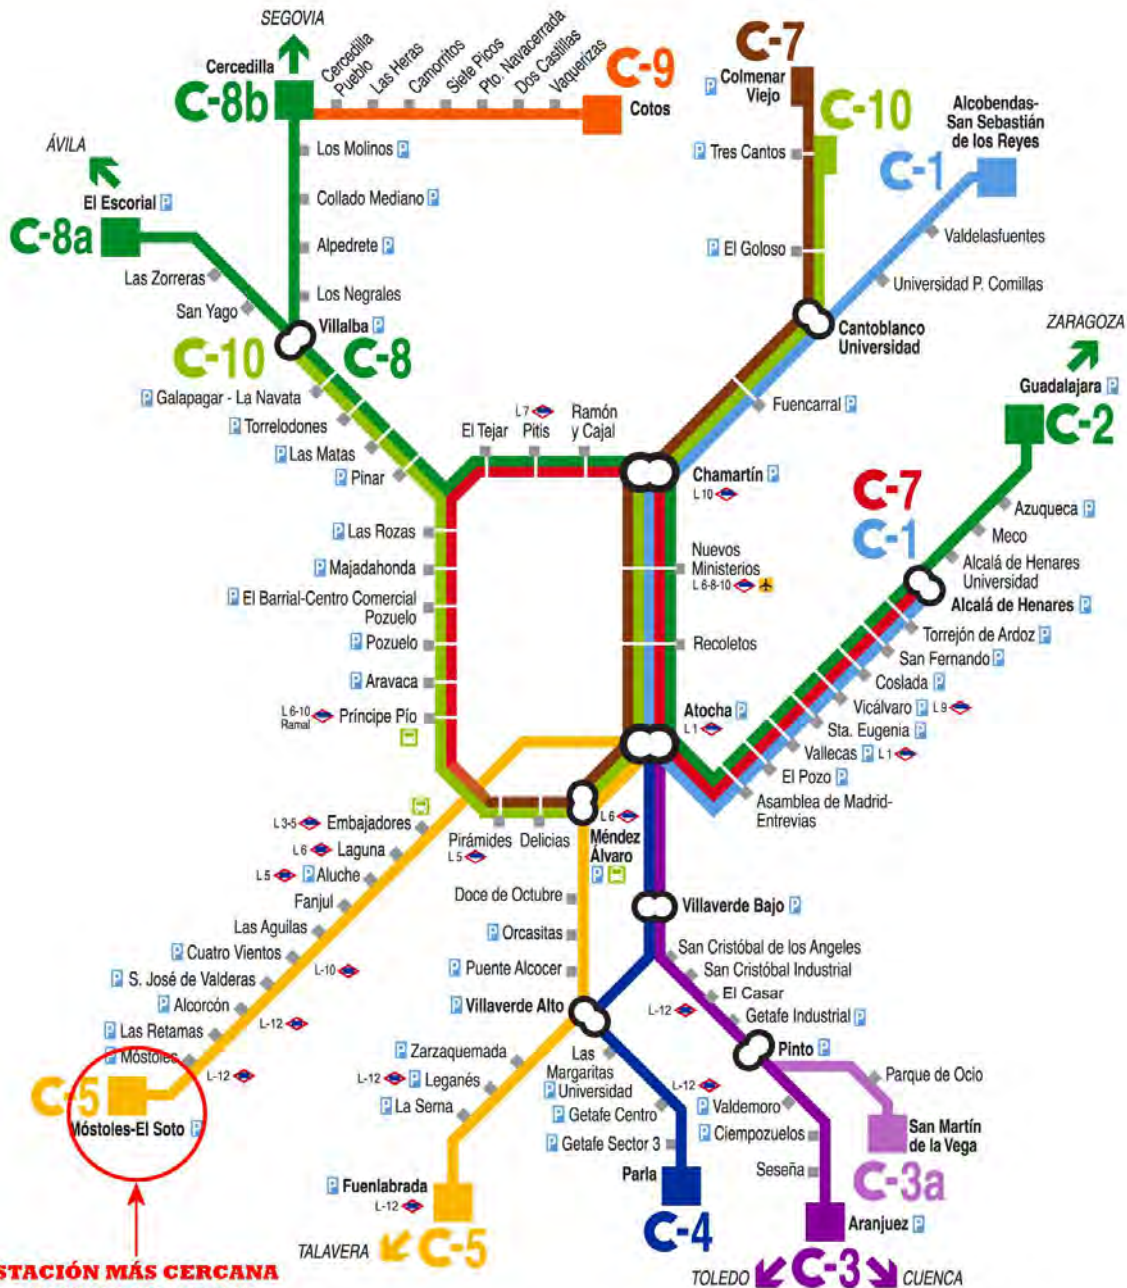 SEGOVIA
Cercedilla
C-8b
Cercedilla
Pueblo
Las Heras
Camorritos
Siele Picos
Pto. Navacerrada
Dos Castillas
Vaquerizas
C-9
Cotos
C-7
P Colmenar
Viejo
C-10
P Tres Cantos
Alcobendas-
San Sebastián
de los Reyes
C-1
Valdelasfuentes
P El Goloso
Universidad P. Comillas
Cantoblanco
Universidad
Fuencarral P
Los Molinos P
Collado Mediano P
Alpedrete P
Los Negrales
Villalba P
ÁVILA
El Escorial P
C-8a
Las Zorreras
San Yago
C-10
C-8
P Galapagar - La Navata
P Torrelodones
P Las Matas
P Pinar
El Tejar
L7
Pitis
Ramón
y Cajal
Chamartín P
L 10
ZARAGOZA
Guadalajara P
C-2
Azuqueca P
Meco
Alcalá de Henares
Universidad
C-7
C-1
Alcalá de Henares P
Torrejón de Ardoz P
San Fernando P
Coslada P
Vicálvaro P L 9
Sta. Eugenia P
Vallecas P L 1
El Pozo P
Asamblea de Madrid-
Entrevias
P Las Rozas
P Majadahonda
P El Barrial-Centro Comercial
Pozuelo
P Pozuelo
P Aravaca
L 6-10
Ramal
Príncipe Pío
Nuevos
Ministerios
L 6-8-10
Recoletos
Atocha P
L 1
Pirámides
L 5
Delicias
L 6
Méndez
Álvaro
P
L 3-5 Embajadores
L 6 Laguna
L 5 P Aluche
Fanjul
Las Aguilas
P Cuatro Vientos
L-10
P S. José de Valderas
P Alcorcón
L-12
P Las Retamas
P Móstoles
L-12
C-5
Móstoles-El Soto P
Doce de Octubre
P Orcasitas
P Puente Alcocer
P Villaverde Alto
P Zarzaquemada
L-12 P Leganés
P La Serna
P Fuenlabrada
L-12
TALAVERA
C-5
Villaverde Bajo P
San Cristóbal de los Angeles
San Cristóbal Industrial
El Casar
L-12
Getafe Industrial P
Pinto P
Las
Margaritas
P Universidad
L-12
P Getafe Centro
P Getafe Sector 3
Parla
C-4
Parque de Ocio
San Martín
de la Vega
C-3a
P Valdemoro
P Ciempozuelos
Seseña
Aranjuez P
TOLEDO
C-3
CUENCA
STACIÓN MÁS CERCANA